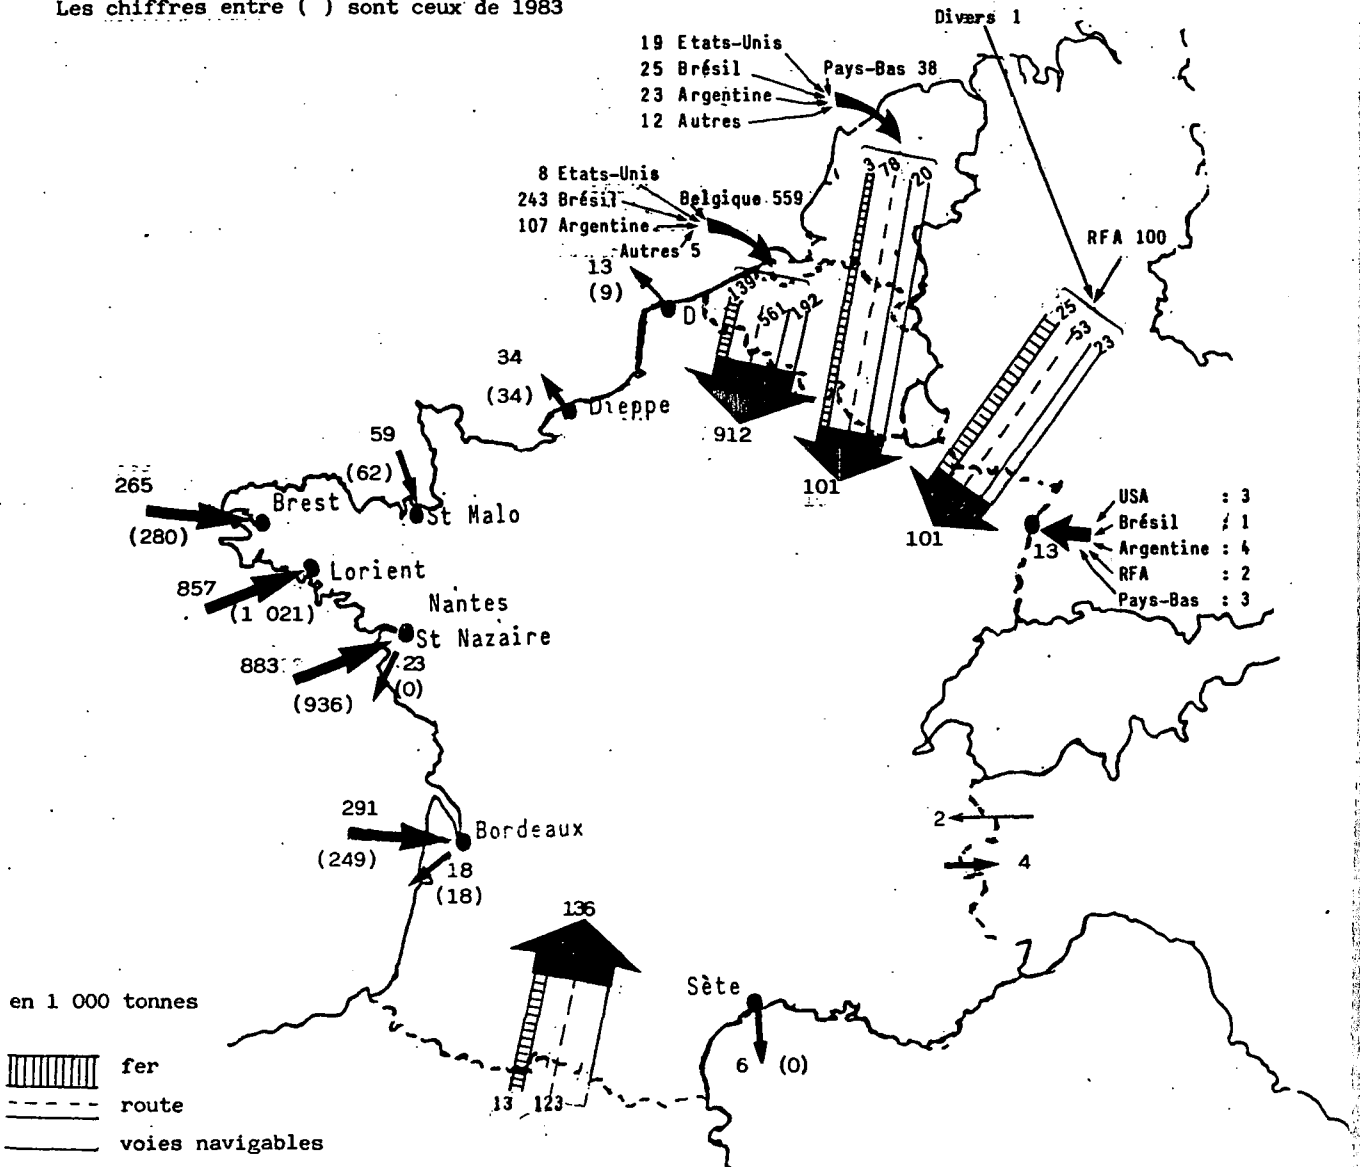 Les chiffres entre ( ) sont ceux de 1983
Divers 1
19 Etats-Unis
25 Brésil
23 Argentine
12 Autres
Pays-Bas 38
3 78 20
8 Etats-Unis
243 Brésil
107 Argentine
Autres 5
Belgique 559
RFA 100
13
(9)
D
139 561 192
25 53 23
34
(34)
Dieppe
912
59
(62)
St Malo
101
101
265
(280)
Brest
USA : 3
Brésil : 1
Argentine : 4
RFA : 2
Pays-Bas : 3
13
857
(1 021)
Lorient
Nantes
St Nazaire
883
(936)
23
(0)
291
(249)
Bordeaux
18
(18)
2
4
136
13 123
Sète
6 (0)
en 1 000 tonnes
fer
route
voies navigables